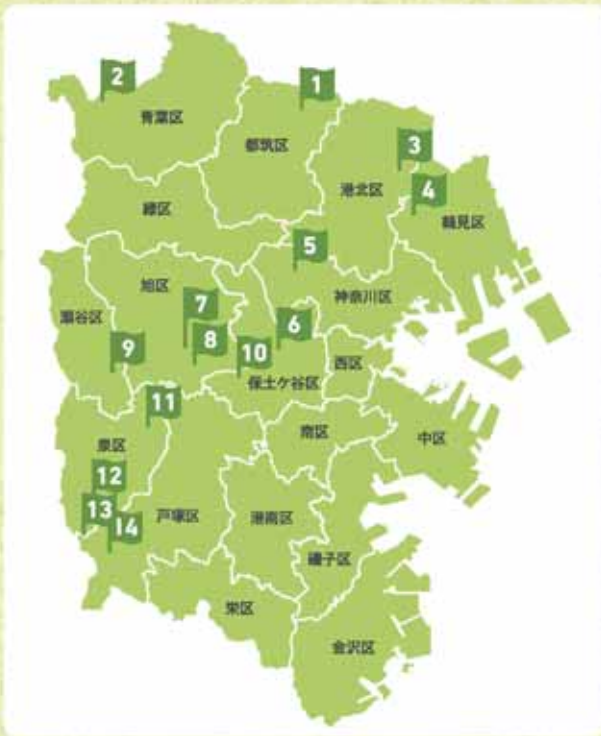 2
1
青葉区
都筑区
3
港北区
4
緑区
鶴見区
5
旭区
神奈川区
7
瀬谷区
6
8
9
10
西区
保土ケ谷区
11
南区
中区
泉区
12
13
戸塚区
港南区
14
磯子区
栄区
金沢区